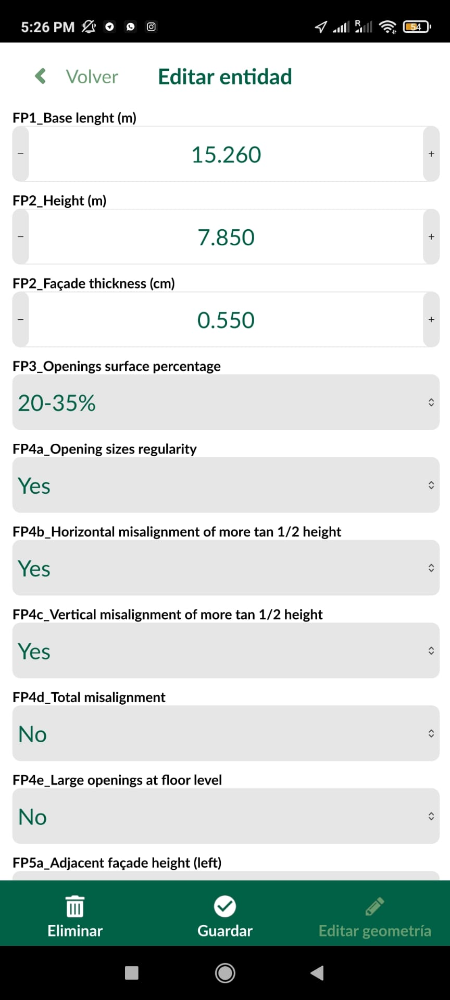 5:26 PM R 54
Volver Editar entidad
FP1_Base lenght (m)
- 15.260 +
FP2_Height (m)
- 7.850 +
FP2_Façade thickness (cm)
- 0.550 +
FP3_Openings surface percentage
20-35%
FP4a_Opening sizes regularity
Yes
FP4b_Horizontal misalignment of more tan 1/2 height
Yes
FP4c_Vertical misalignment of more tan 1/2 height
Yes
FP4d_Total misalignment
No
FP4e_Large openings at floor level
No
FP5a_Adjacent façade height (left)
Eliminar Guardar Editar geometría